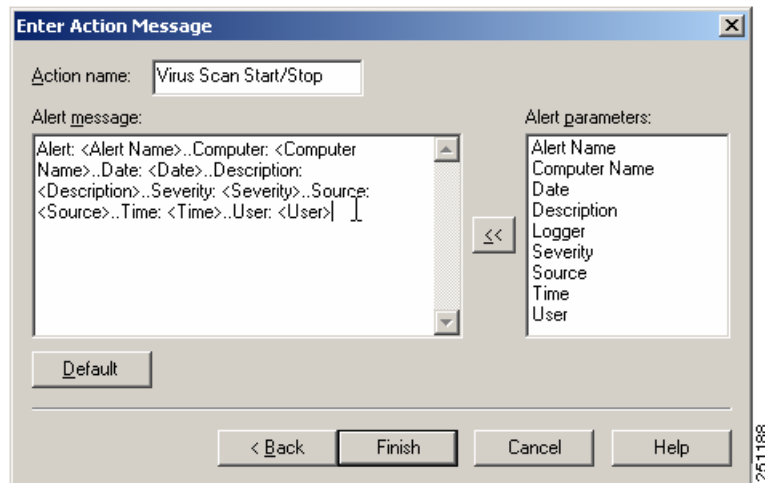 Enter Action Message
Action name: Virus Scan Start/Stop
Alert message:
Alert: <Alert Name>..Computer: <Computer
Name>..Date: <Date>..Description:
<Description>..Severity: <Severity>..Source:
<Source>..Time: <Time>..User: <User>
<<
Alert parameters:
Alert Name
Computer Name
Date
Description
Logger
Severity
Source
Time
User
Default
< Back
Finish
Cancel
Help
251188